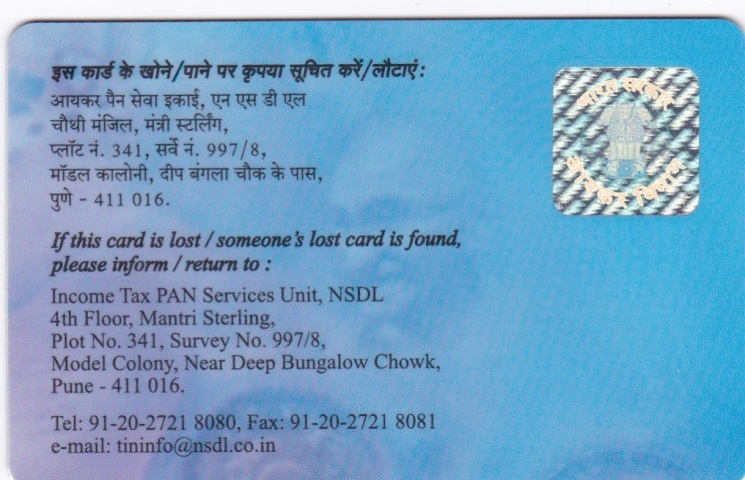 इस कार्ड के खोने/पाने पर कृपया सूचित करें/लौटाएं:
आयकर पैन सेवा इकाई, एन एस डी एल
चौथी मंजिल, मंत्री स्टर्लिंग,
प्लॉट नं. 341, सर्वे नं. 997/8,
मॉडल कालोनी, दीप बंगला चौक के पास,
पुणे - 411 016.
If this card is lost / someone's lost card is found,
please inform / return to :
Income Tax PAN Services Unit, NSDL
4th Floor, Mantri Sterling,
Plot No. 341, Survey No. 997/8,
Model Colony, Near Deep Bungalow Chowk,
Pune - 411 016.
Tel: 91-20-2721 8080, Fax: 91-20-2721 8081
e-mail: tininfo@nsdl.co.in
भारत सरकार
आयकर विभाग